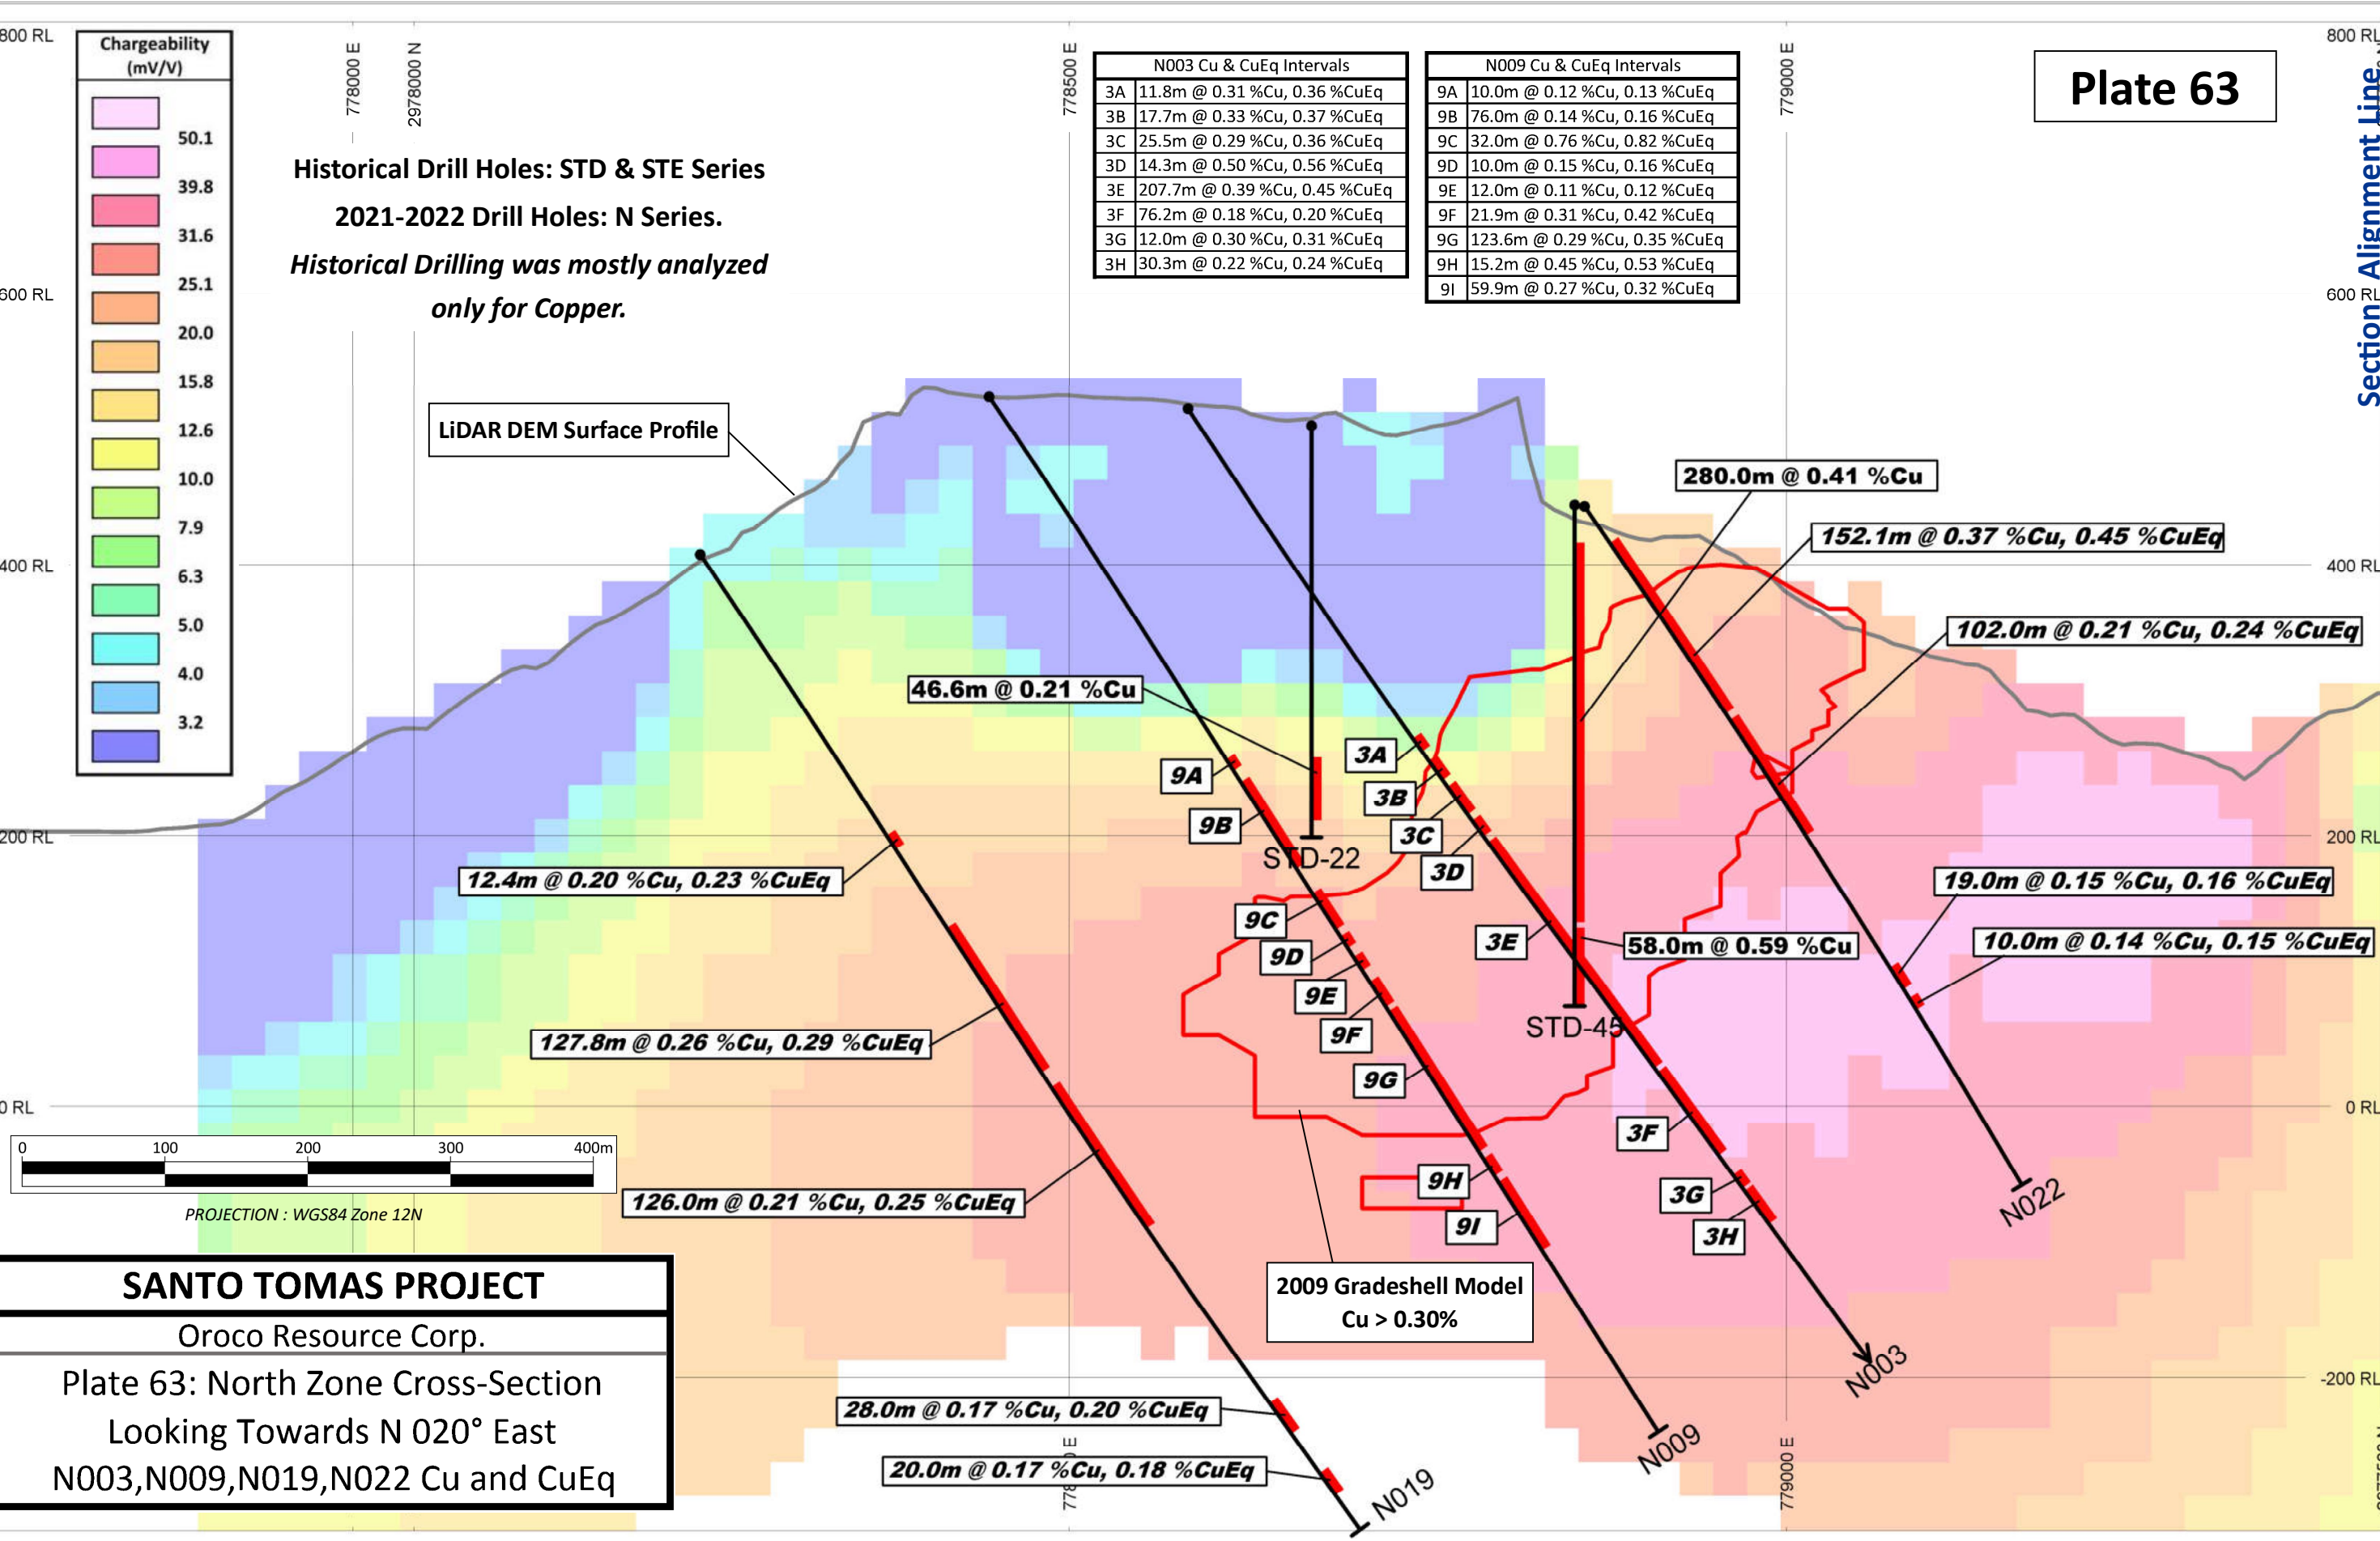 800 RL
800 RL
Chargeability
(mV/V)
50.1
39.8
31.6
25.1
20.0
15.8
12.6
10.0
7.9
6.3
5.0
4.0
3.2
778000 E
2978000 N
778500 E
779000 E
Historical Drill Holes: STD & STE Series
2021-2022 Drill Holes: N Series.
Historical Drilling was mostly analyzed
only for Copper.
N003 Cu & CuEq Intervals
3A 11.8m @ 0.31 %Cu, 0.36 %CuEq
3B 17.7m @ 0.33 %Cu, 0.37 %CuEq
3C 25.5m @ 0.29 %Cu, 0.36 %CuEq
3D 14.3m @ 0.50 %Cu, 0.56 %CuEq
3E 207.7m @ 0.39 %Cu, 0.45 %CuEq
3F 76.2m @ 0.18 %Cu, 0.20 %CuEq
3G 12.0m @ 0.30 %Cu, 0.31 %CuEq
3H 30.3m @ 0.22 %Cu, 0.24 %CuEq
N009 Cu & CuEq Intervals
9A 10.0m @ 0.12 %Cu, 0.13 %CuEq
9B 76.0m @ 0.14 %Cu, 0.16 %CuEq
9C 32.0m @ 0.76 %Cu, 0.82 %CuEq
9D 10.0m @ 0.15 %Cu, 0.16 %CuEq
9E 12.0m @ 0.11 %Cu, 0.12 %CuEq
9F 21.9m @ 0.31 %Cu, 0.42 %CuEq
9G 123.6m @ 0.29 %Cu, 0.35 %CuEq
9H 15.2m @ 0.45 %Cu, 0.53 %CuEq
9I 59.9m @ 0.27 %Cu, 0.32 %CuEq
Plate 63
Section Alignment Line
600 RL
600 RL
LiDAR DEM Surface Profile
280.0m @ 0.41 %Cu
152.1m @ 0.37 %Cu, 0.45 %CuEq
400 RL
400 RL
102.0m @ 0.21 %Cu, 0.24 %CuEq
46.6m @ 0.21 %Cu
3A
9A
3B
9B
3C
200 RL
200 RL
STD-22
3D
12.4m @ 0.20 %Cu, 0.23 %CuEq
19.0m @ 0.15 %Cu, 0.16 %CuEq
9C
3E
58.0m @ 0.59 %Cu
10.0m @ 0.14 %Cu, 0.15 %CuEq
9D
9E
STD-45
9F
127.8m @ 0.26 %Cu, 0.29 %CuEq
9G
0 RL
0 RL
3F
0 100 200 300 400m
9H
3G
N022
126.0m @ 0.21 %Cu, 0.25 %CuEq
PROJECTION : WGS84 Zone 12N
9I
3H
SANTO TOMAS PROJECT
Oroco Resource Corp.
Plate 63: North Zone Cross-Section
Looking Towards N 020° East
N003,N009,N019,N022 Cu and CuEq
2009 Gradeshell Model
Cu > 0.30%
N003
-200 RL
28.0m @ 0.17 %Cu, 0.20 %CuEq
N009
20.0m @ 0.17 %Cu, 0.18 %CuEq
N019
779000 E